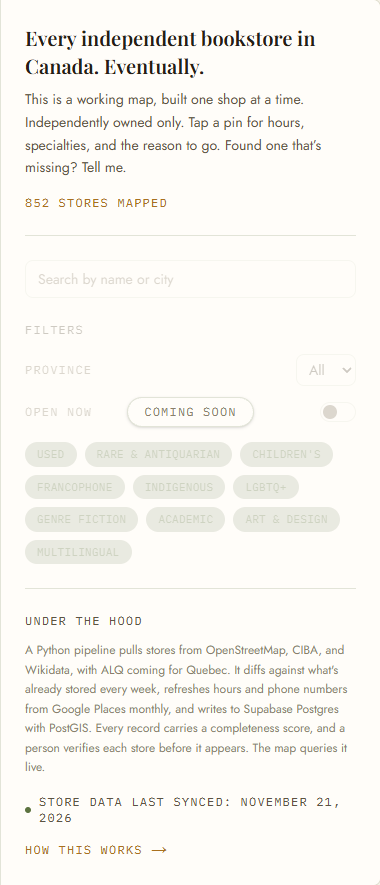 Every independent bookstore in
Canada. Eventually.
This is a working map, built one shop at a time.
Independently owned only. Tap a pin for hours,
specialties, and the reason to go. Found one that's
missing? Tell me.
852 STORES MAPPED
Search by name or city
FILTERS
PROVINCE All
OPEN NOW COMING SOON
USED RARE & ANTIQUARIAN CHILDREN'S
FRANCOPHONE INDIGENOUS LGBTQ+
GENRE FICTION ACADEMIC ART & DESIGN
MULTILINGUAL
UNDER THE HOOD
A Python pipeline pulls stores from OpenStreetMap, CIBA, and
Wikidata, with ALQ coming for Quebec. It diffs against what's
already stored every week, refreshes hours and phone numbers
from Google Places monthly, and writes to Supabase Postgres
with PostGIS. Every record carries a completeness score, and a
person verifies each store before it appears. The map queries it
live.
STORE DATA LAST SYNCED: NOVEMBER 21,
2026
HOW THIS WORKS →